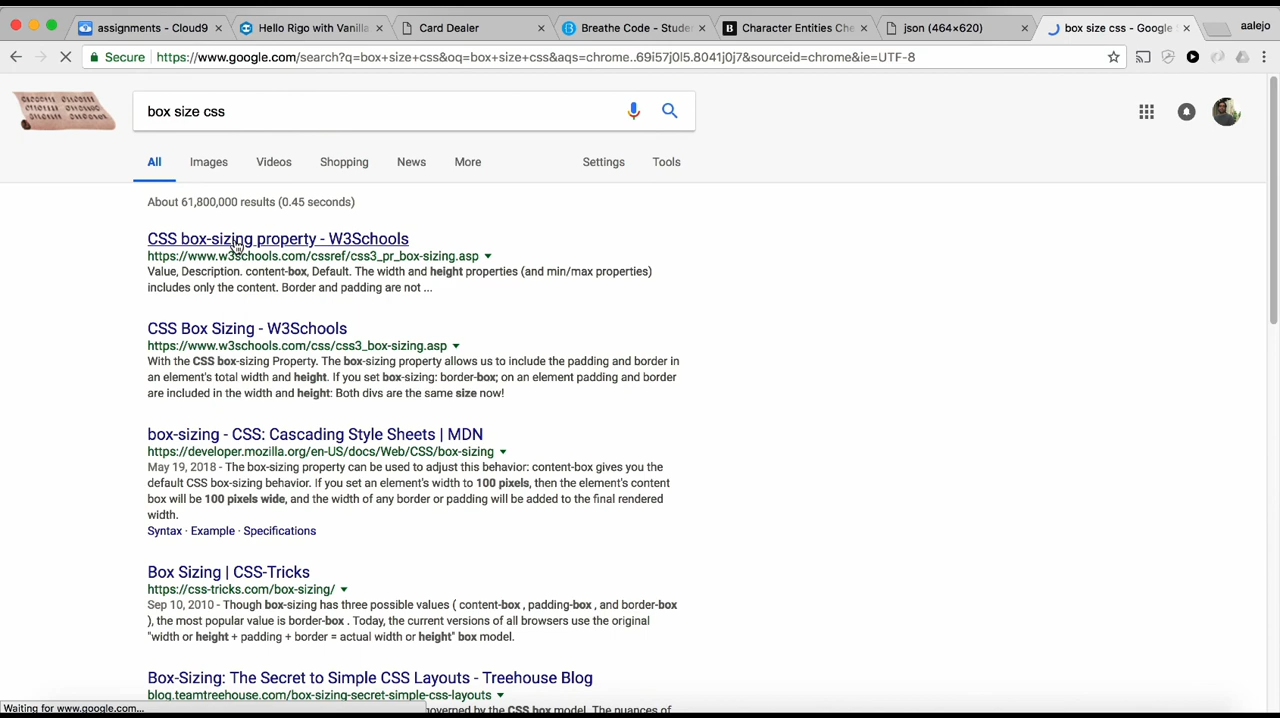 assignments - Cloud9
Hello Rigo with Vanilla
Card Dealer
Breathe Code - Stude
Character Entities Che
json (464×620)
box size css - Google
aalejo
Secure
https://www.google.com/search?q=box+size+css&oq=box+size+css&aqs=chrome..69i57j0l5.8041j0j7&sourceid=chrome&ie=UTF-8
box size css
All
Images
Videos
Shopping
News
More
Settings
Tools
About 61,800,000 results (0.45 seconds)
CSS box-sizing property - W3Schools
https://www.w3schools.com/cssref/css3_pr_box-sizing.asp
Value, Description. content-box, Default. The width and height properties (and min/max properties)
includes only the content. Border and padding are not ...
CSS Box Sizing - W3Schools
https://www.w3schools.com/css/css3_box-sizing.asp
With the CSS box-sizing Property. The box-sizing property allows us to include the padding and border in
an element's total width and height. If you set box-sizing: border-box; on an element padding and border
are included in the width and height: Both divs are the same size now!
box-sizing - CSS: Cascading Style Sheets | MDN
https://developer.mozilla.org/en-US/docs/Web/CSS/box-sizing
May 19, 2018 - The box-sizing property can be used to adjust this behavior: content-box gives you the
default CSS box-sizing behavior. If you set an element's width to 100 pixels, then the element's content
box will be 100 pixels wide, and the width of any border or padding will be added to the final rendered
width.
Syntax · Example · Specifications
Box Sizing | CSS-Tricks
https://css-tricks.com/box-sizing/
Sep 10, 2010 - Though box-sizing has three possible values ( content-box , padding-box , and border-box
), the most popular value is border-box . Today, the current versions of all browsers use the original
"width or height + padding + border = actual width or height" box model.
Box-Sizing: The Secret to Simple CSS Layouts - Treehouse Blog
blog.teamtreehouse.com/box-sizing-secret-simple-css-layouts
governed by the CSS box model. The nuances of
Waiting for www.google.com...